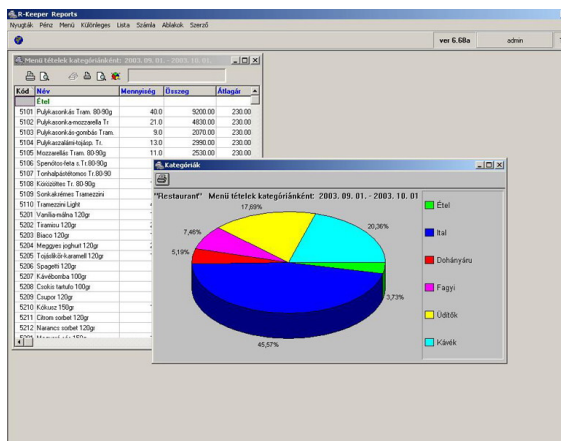 R-Keeper Reports
Nyugták Pénz Menü Különleges Lista Számla Ablakok Szerző
ver 6.68a admin
Menü tételek kategóriánként: 2003. 09. 01. - 2003. 10. 01.
Kód Név Mennyiség Összeg Átlagár
Étel
5101 Pulykasonkás Tram. 80-90g 40.0 9200.00 230.00
5102 Pulykasonka-mozzarella Tr 21.0 4830.00 230.00
5103 Pulykasonkás-gombás Tram. 9.0 2070.00 230.00
5104 Pulykaszalámi-tojásp. Tr. 13.0 2990.00 230.00
5105 Mozzarellás Tram. 80-90g 11.0 2530.00 230.00
5106 Spenótos-feta s.Tr.80-90g
5107 Tonhalpástétomos Tr.80-90
5108 Körözöttes Tr. 80-90g
5109 Sonkakrémes Tramezzini
5110 Tramezzini Light
5201 Vanília-málna 120gr
5202 Tiramisu 120gr
5203 Biaco 120gr
5204 Meggyes joghurt 120gr
5205 Tojáslikör-karamell 120gr
5206 Spagetti 120gr
5207 Kávébomba 100gr
5208 Csokis tartufo 100gr
5209 Csupor 120gr
5210 Kókusz 150gr
5211 Citrom sorbet 120gr
5212 Narancs sorbet 120gr
Kategóriák
"Restaurant" Menü tételek kategóriánként: 2003. 09. 01. - 2003. 10. 01
17,69%
7,46%
5,19%
20,36%
3,73%
45,57%
Étel
Ital
Dohányáru
Fagyi
Üdítők
Kávék